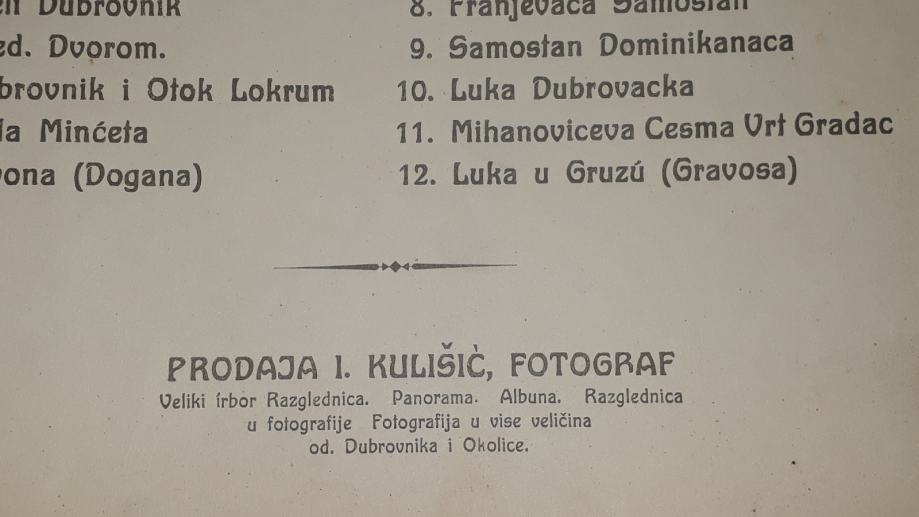 Dubrovnik 8. Franjevaca Samostan
Dvorom. 9. Samostan Dominikanaca
brovnik i Otok Lokrum 10. Luka Dubrovacka
la Minćeta 11. Mihanoviceva Cesma Vrt Gradac
ona (Dogana) 12. Luka u Gruzú (Gravosa)
PRODAJA I. KULIŠIĊ, FOTOGRAF
Veliki írbor Razglednica. Panorama. Albuna. Razglednica
u fotografije Fotografija u vise veličina
od. Dubrovnika i Okolice.